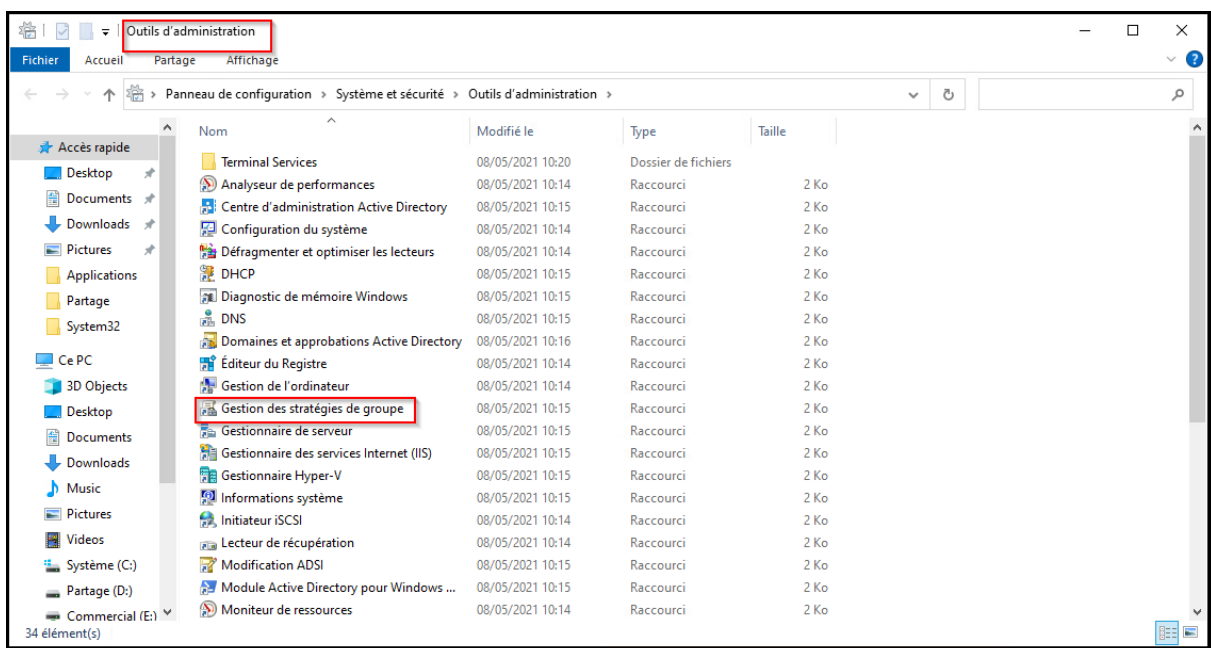 Outils d'administration
Fichier Accueil Partage Affichage
Panneau de configuration > Système et sécurité > Outils d'administration >
Nom Modifié le Type Taille
Accès rapide
Desktop
Documents
Downloads
Pictures
Applications
Partage
System32
Ce PC
3D Objects
Desktop
Documents
Downloads
Music
Pictures
Videos
Système (C:)
Partage (D:)
Commercial (E:)
Terminal Services 08/05/2021 10:20 Dossier de fichiers
Analyseur de performances 08/05/2021 10:14 Raccourci 2 Ko
Centre d'administration Active Directory 08/05/2021 10:15 Raccourci 2 Ko
Configuration du système 08/05/2021 10:14 Raccourci 2 Ko
Défragmenter et optimiser les lecteurs 08/05/2021 10:14 Raccourci 2 Ko
DHCP 08/05/2021 10:15 Raccourci 2 Ko
Diagnostic de mémoire Windows 08/05/2021 10:15 Raccourci 2 Ko
DNS 08/05/2021 10:15 Raccourci 2 Ko
Domaines et approbations Active Directory 08/05/2021 10:16 Raccourci 2 Ko
Éditeur du Registre 08/05/2021 10:14 Raccourci 2 Ko
Gestion de l'ordinateur 08/05/2021 10:14 Raccourci 2 Ko
Gestion des stratégies de groupe 08/05/2021 10:15 Raccourci 2 Ko
Gestionnaire de serveur 08/05/2021 10:15 Raccourci 2 Ko
Gestionnaire des services Internet (IIS) 08/05/2021 10:15 Raccourci 2 Ko
Gestionnaire Hyper-V 08/05/2021 10:15 Raccourci 2 Ko
Informations système 08/05/2021 10:15 Raccourci 2 Ko
Initiateur iSCSI 08/05/2021 10:14 Raccourci 2 Ko
Lecteur de récupération 08/05/2021 10:14 Raccourci 2 Ko
Modification ADSI 08/05/2021 10:15 Raccourci 2 Ko
Module Active Directory pour Windows ... 08/05/2021 10:15 Raccourci 2 Ko
Moniteur de ressources 08/05/2021 10:14 Raccourci 2 Ko
34 élément(s)